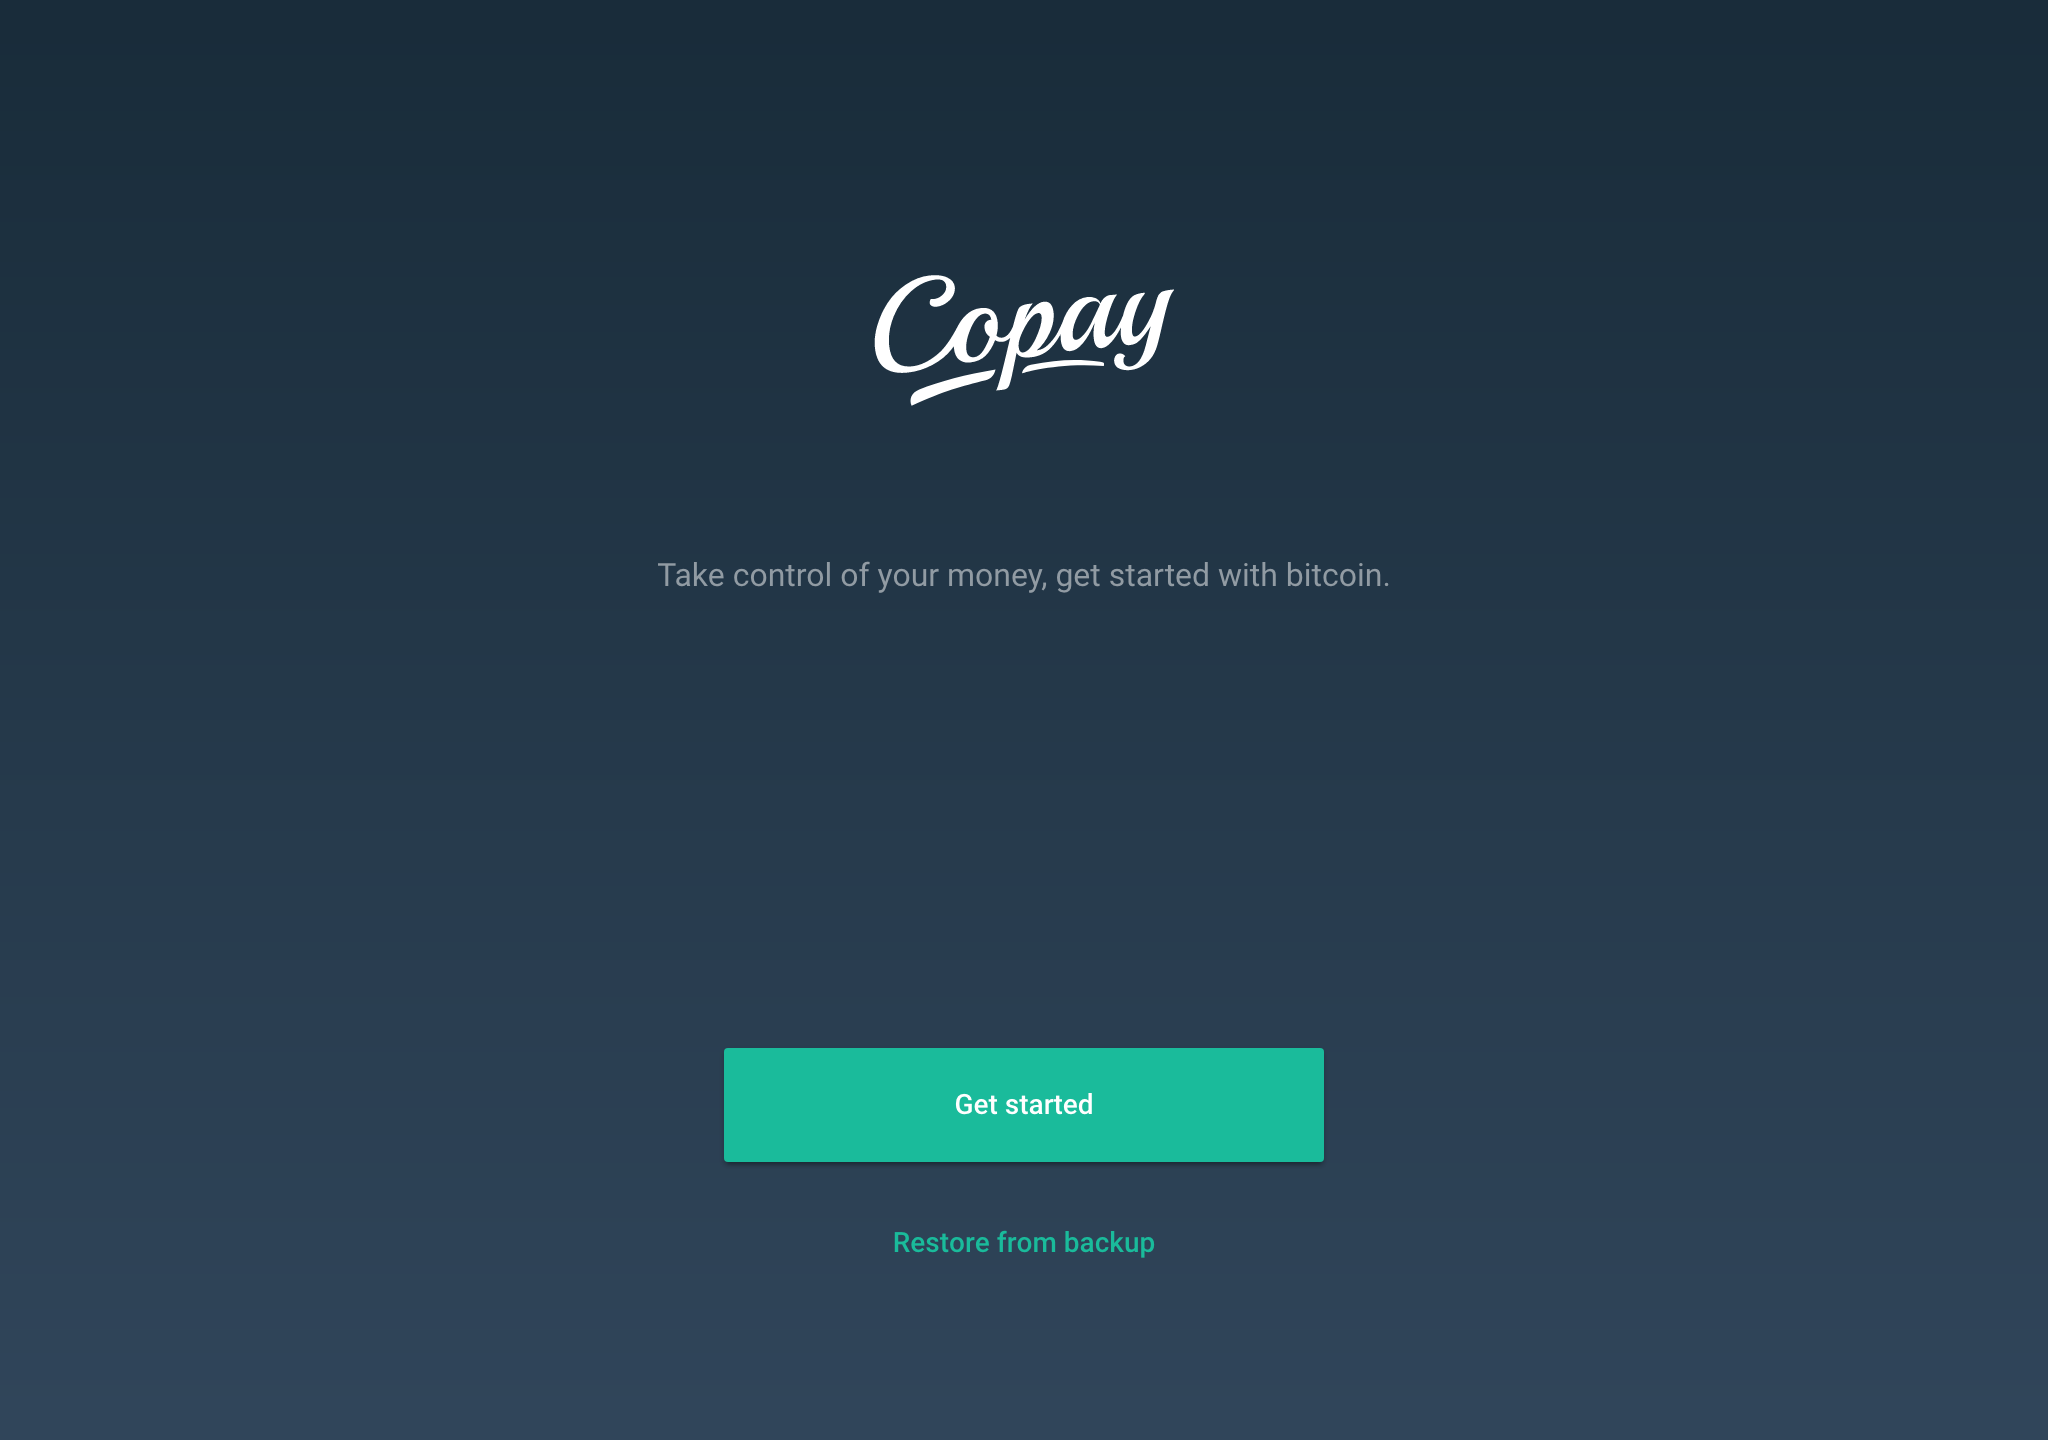 Copay
Take control of your money, get started with bitcoin.
Get started
Restore from backup